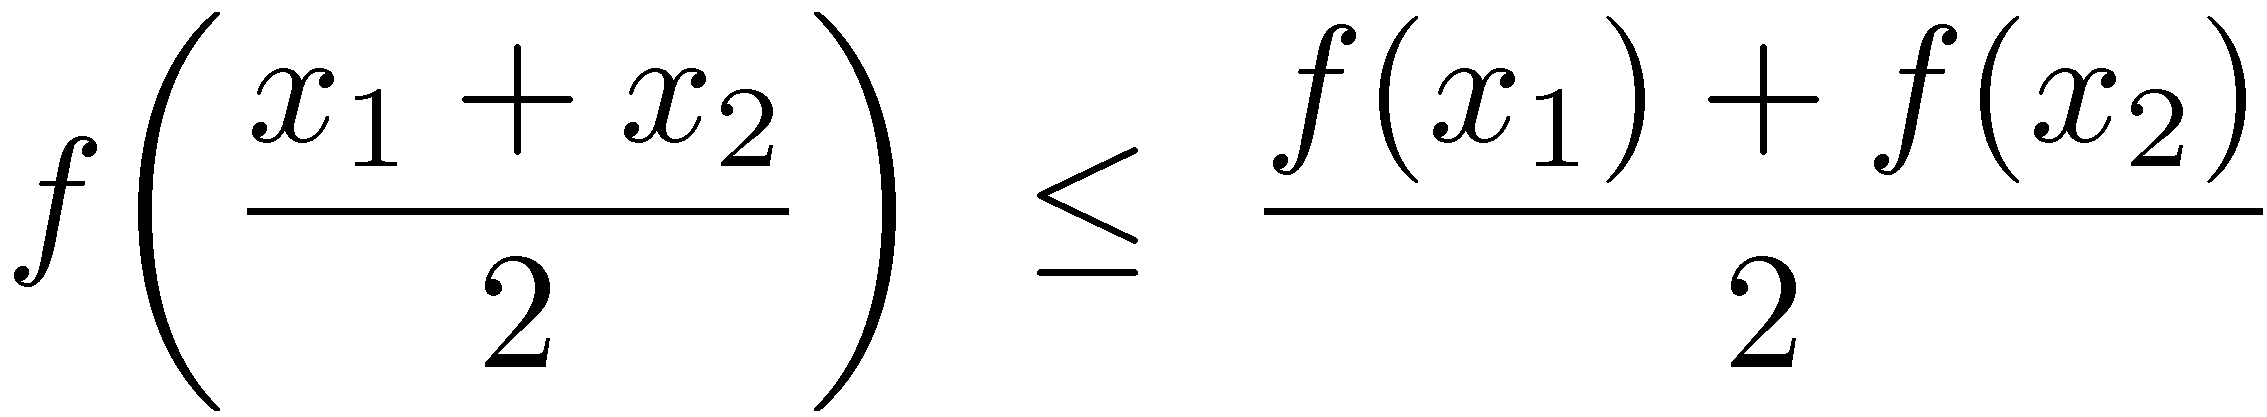 f((x₁ + x₂)/2) ≤ (f(x₁) + f(x₂))/2